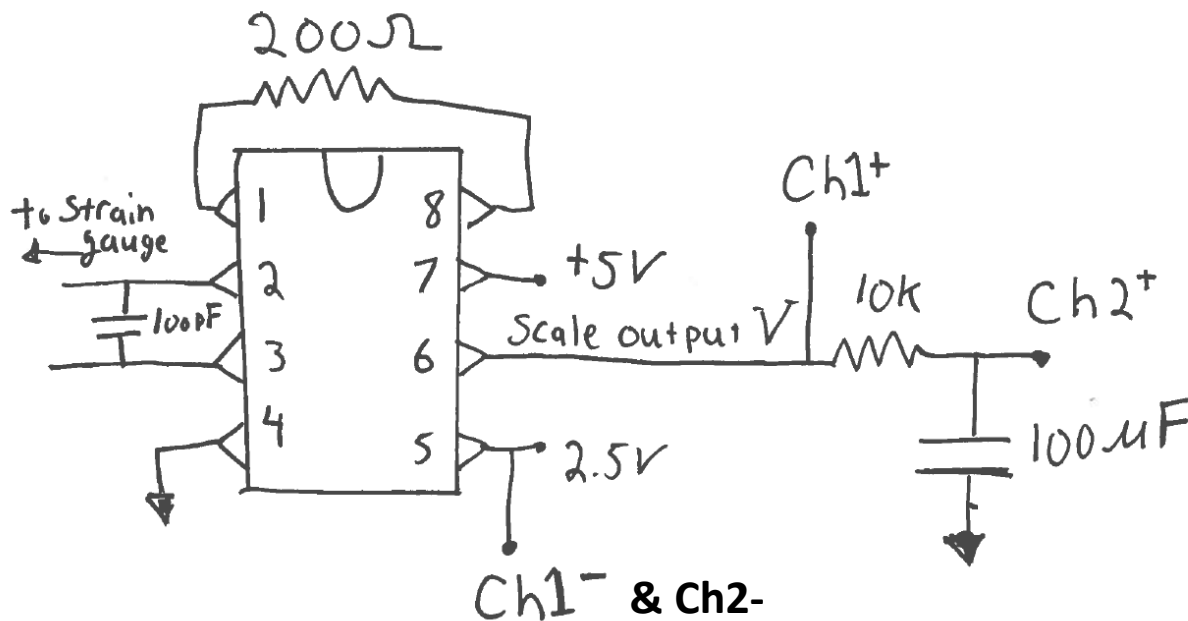 200Ω
to Strain
gauge
100pF
1
2
3
4
8
7
6
5
+5V
Scale output V
2.5V
Ch1+
10k
Ch2+
100μF
Ch1- & Ch2-